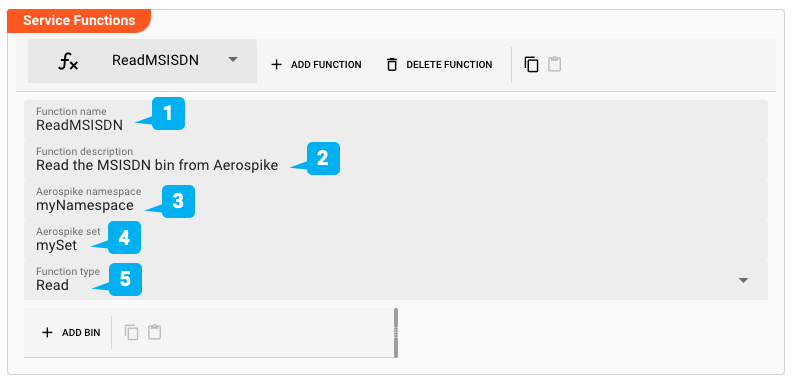 Service Functions
ReadMSISDN
ADD FUNCTION
DELETE FUNCTION
Function name
ReadMSISDN
1
Function description
Read the MSISDN bin from Aerospike
2
Aerospike namespace
myNamespace
3
Aerospike set
mySet
4
Function type
Read
5
ADD BIN